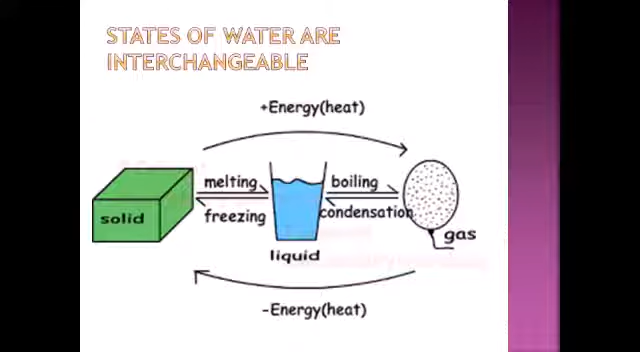 STATES OF WATER ARE
INTERCHANGEABLE
+Energy(heat)
melting
boiling
solid
freezing
condensation
gas
liquid
-Energy(heat)